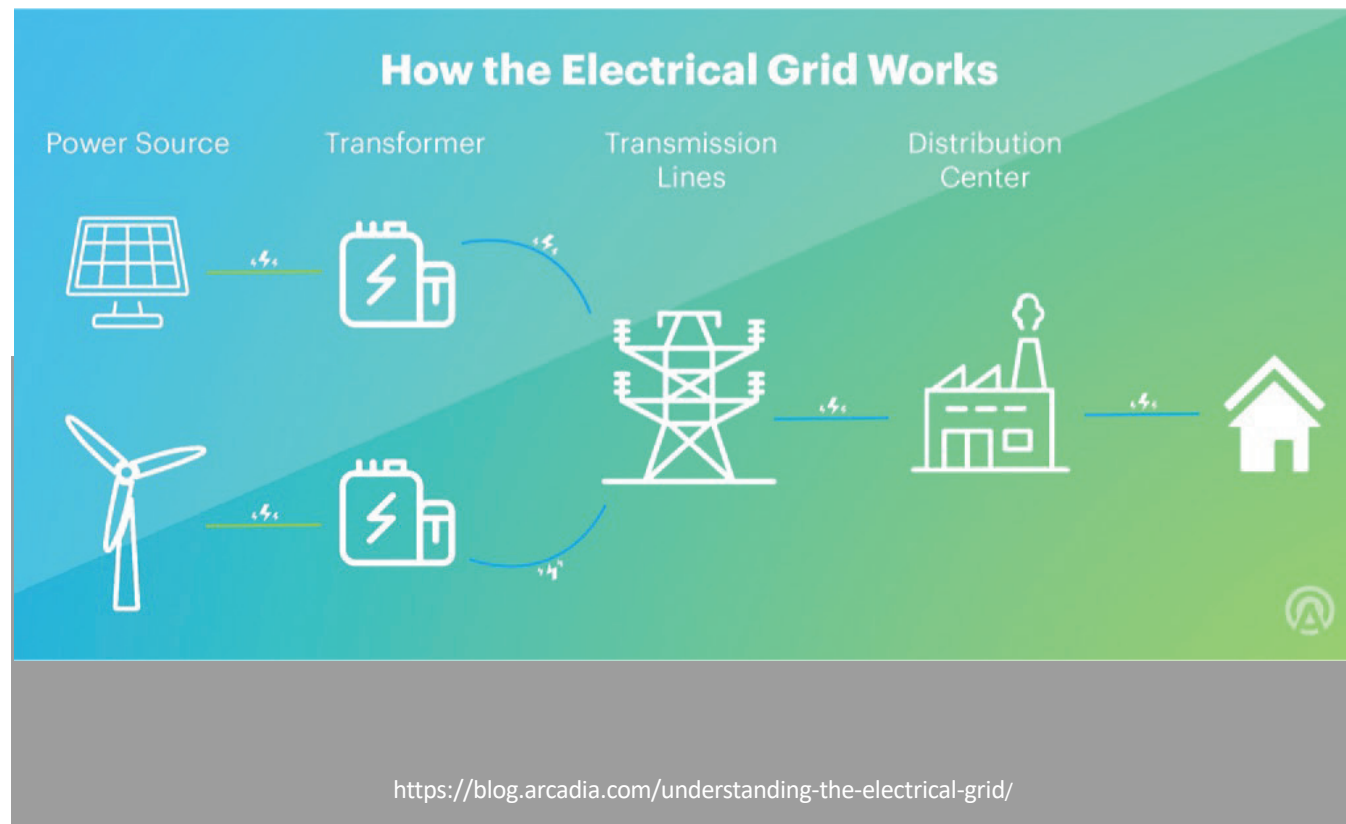 How the Electrical Grid Works
Power Source
Transformer
Transmission
Lines
Distribution
Center
https://blog.arcadia.com/understanding-the-electrical-grid/